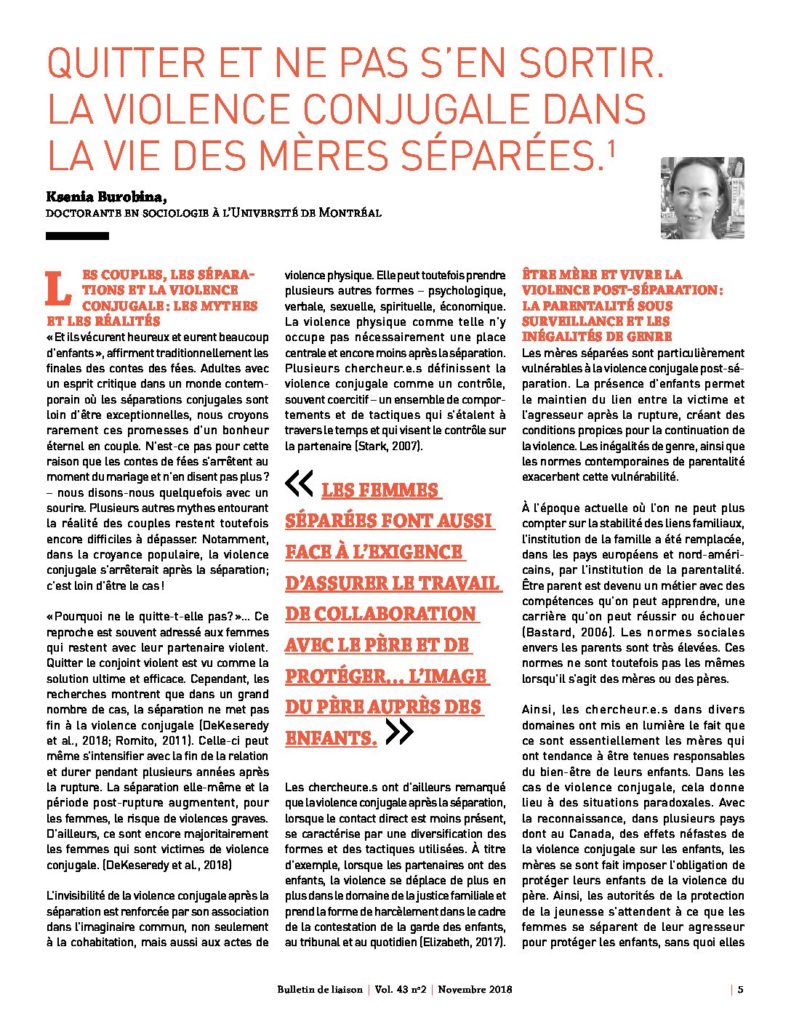 QUITTER ET NE PAS S'EN SORTIR.
LA VIOLENCE CONJUGALE DANS
LA VIE DES MÈRES SÉPARÉES.¹
Ksenia Burobina,
DOCTORANTE EN SOCIOLOGIE À L'UNIVERSITÉ DE MONTRÉAL
LES COUPLES, LES SÉPARA-
TIONS ET LA VIOLENCE
CONJUGALE : LES MYTHES
ET LES RÉALITÉS
« Et ils vécurent heureux et eurent beaucoup
d'enfants », affirment traditionnellement les
finales des contes des fées. Adultes avec
un esprit critique dans un monde contem-
porain où les séparations conjugales sont
loin d'être exceptionnelles, nous croyons
rarement ces promesses d'un bonheur
éternel en couple. N'est-ce pas pour cette
raison que les contes de fées s'arrêtent au
moment du mariage et n'en disent pas plus ?
– nous disons-nous quelquefois avec un
sourire. Plusieurs autres mythes entourant
la réalité des couples restent toutefois
encore difficiles à dépasser. Notamment,
dans la croyance populaire, la violence
conjugale s'arrêterait après la séparation;
c'est loin d'être le cas !
« Pourquoi ne le quitte-t-elle pas ? »... Ce
reproche est souvent adressé aux femmes
qui restent avec leur partenaire violent.
Quitter le conjoint violent est vu comme la
solution ultime et efficace. Cependant, les
recherches montrent que dans un grand
nombre de cas, la séparation ne met pas
fin à la violence conjugale (DeKeseredy
et al., 2018; Romito, 2011). Celle-ci peut
même s'intensifier avec la fin de la relation
et durer pendant plusieurs années après
la rupture. La séparation elle-même et la
période post-rupture augmentent, pour
les femmes, le risque de violences graves.
D'ailleurs, ce sont encore majoritairement
les femmes qui sont victimes de violence
conjugale. (DeKeseredy et al., 2018)
L'invisibilité de la violence conjugale après la
séparation est renforcée par son association
dans l'imaginaire commun, non seulement
à la cohabitation, mais aussi aux actes de
violence physique. Elle peut toutefois prendre
plusieurs autres formes – psychologique,
verbale, sexuelle, spirituelle, économique.
La violence physique comme telle n'y
occupe pas nécessairement une place
centrale et encore moins après la séparation.
Plusieurs chercheur.e.s définissent la
violence conjugale comme un contrôle,
souvent coercitif – un ensemble de compor-
tements et de tactiques qui s'étalent à
travers le temps et qui visent le contrôle sur
la partenaire (Stark, 2007).
« LES FEMMES
SÉPARÉES FONT AUSSI
FACE À L'EXIGENCE
D'ASSURER LE TRAVAIL
DE COLLABORATION
AVEC LE PÈRE ET DE
PROTÉGER... L'IMAGE
DU PÈRE AUPRÈS DES
ENFANTS. »
Les chercheur.e.s ont d'ailleurs remarqué
que la violence conjugale après la séparation,
lorsque le contact direct est moins présent,
se caractérise par une diversification des
formes et des tactiques utilisées. À titre
d'exemple, lorsque les partenaires ont des
enfants, la violence se déplace de plus en
plus dans le domaine de la justice familiale et
prend la forme de harcèlement dans le cadre
de la contestation de la garde des enfants,
au tribunal et au quotidien (Elizabeth, 2017).
ÊTRE MÈRE ET VIVRE LA
VIOLENCE POST-SÉPARATION :
LA PARENTALITÉ SOUS
SURVEILLANCE ET LES
INÉGALITÉS DE GENRE
Les mères séparées sont particulièrement
vulnérables à la violence conjugale post-sé-
paration. La présence d'enfants permet
le maintien du lien entre la victime et
l'agresseur après la rupture, créant des
conditions propices pour la continuation de
la violence. Les inégalités de genre, ainsi que
les normes contemporaines de parentalité
exacerbent cette vulnérabilité.
À l'époque actuelle où l'on ne peut plus
compter sur la stabilité des liens familiaux,
l'institution de la famille a été remplacée,
dans les pays européens et nord-améri-
cains, par l'institution de la parentalité.
Être parent est devenu un métier avec des
compétences qu'on peut apprendre, une
carrière qu'on peut réussir ou échouer
(Bastard, 2006). Les normes sociales
envers les parents sont très élevées. Ces
normes ne sont toutefois pas les mêmes
lorsqu'il s'agit des mères ou des pères.
Ainsi, les chercheur.e.s dans divers
domaines ont mis en lumière le fait que
ce sont essentiellement les mères qui
ont tendance à être tenues responsables
du bien-être de leurs enfants. Dans les
cas de violence conjugale, cela donne
lieu à des situations paradoxales. Avec
la reconnaissance, dans plusieurs pays
dont au Canada, des effets néfastes de
la violence conjugale sur les enfants, les
mères se sont fait imposer l'obligation de
protéger leurs enfants de la violence du
père. Ainsi, les autorités de la protection
de la jeunesse s'attendent à ce que les
femmes se séparent de leur agresseur
pour protéger les enfants, sans quoi elles
Bulletin de liaison | Vol. 43 nº2 | Novembre 2018 | 5